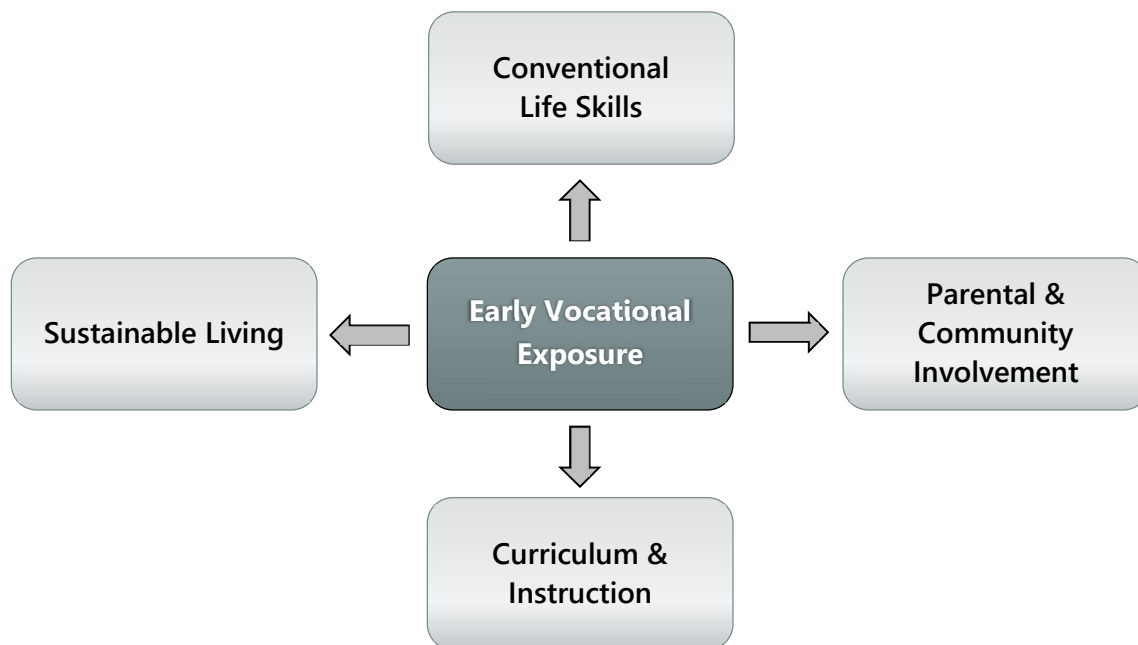 Conventional
Life Skills
Sustainable Living
Early Vocational
Exposure
Parental &
Community
Involvement
Curriculum &
Instruction